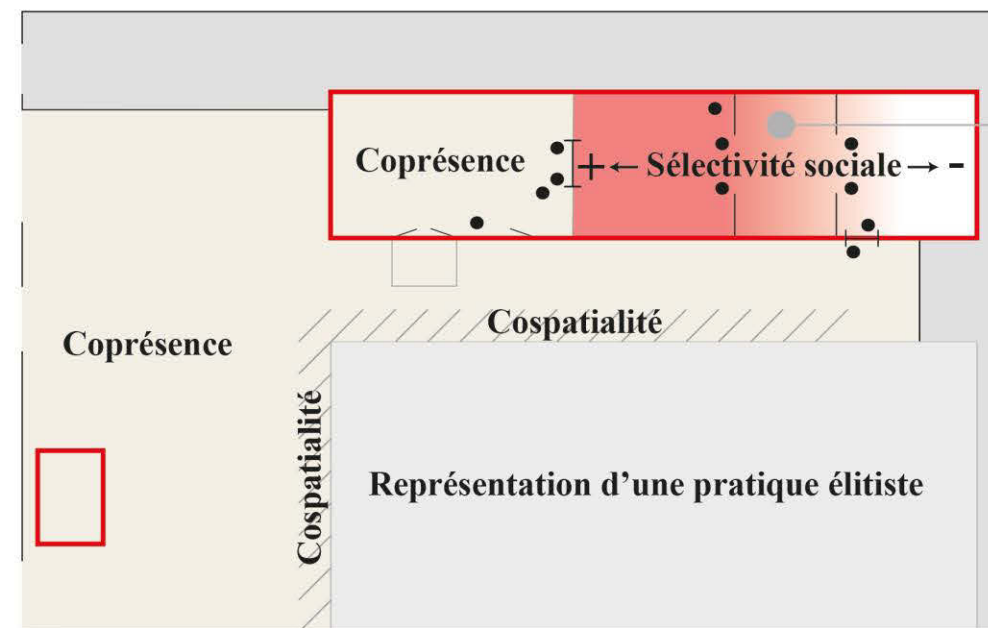 Coprésence
+ ← Sélectivité sociale → -
Cospatialité
Coprésence
Cospatialité
Représentation d’une pratique élitiste